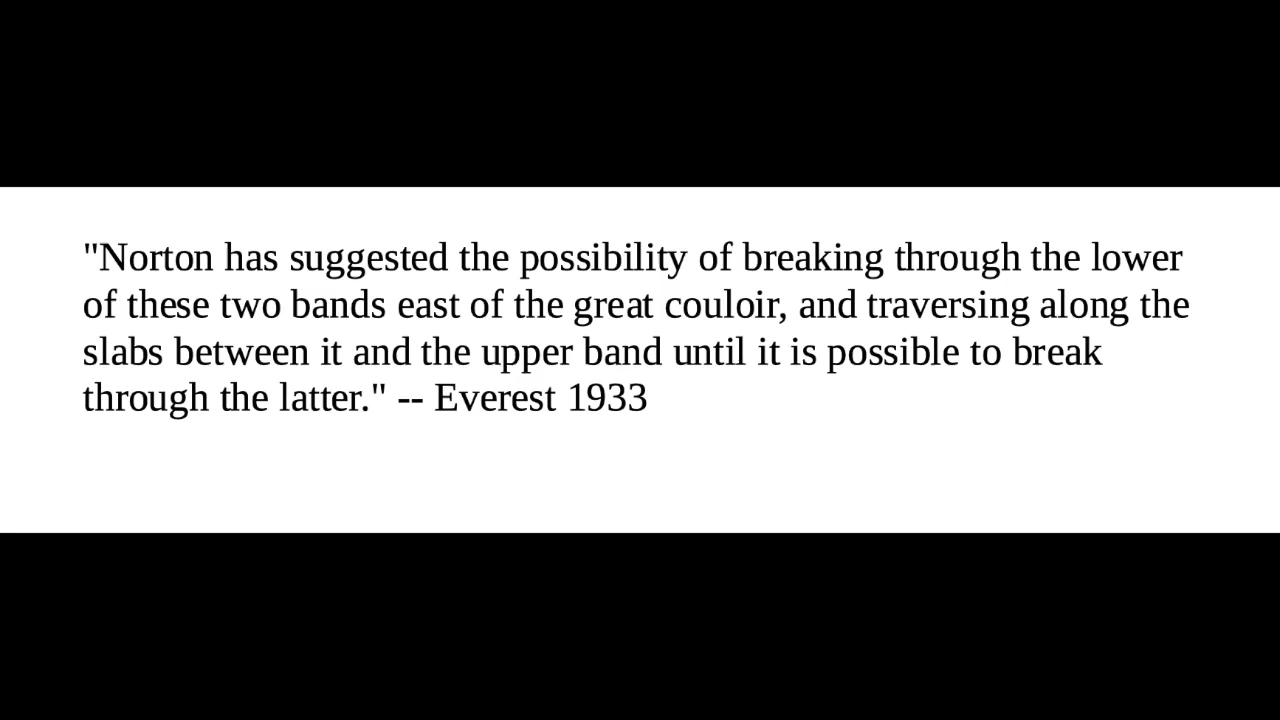 "Norton has suggested the possibility of breaking through the lower
of these two bands east of the great couloir, and traversing along the
slabs between it and the upper band until it is possible to break
through the latter." -- Everest 1933